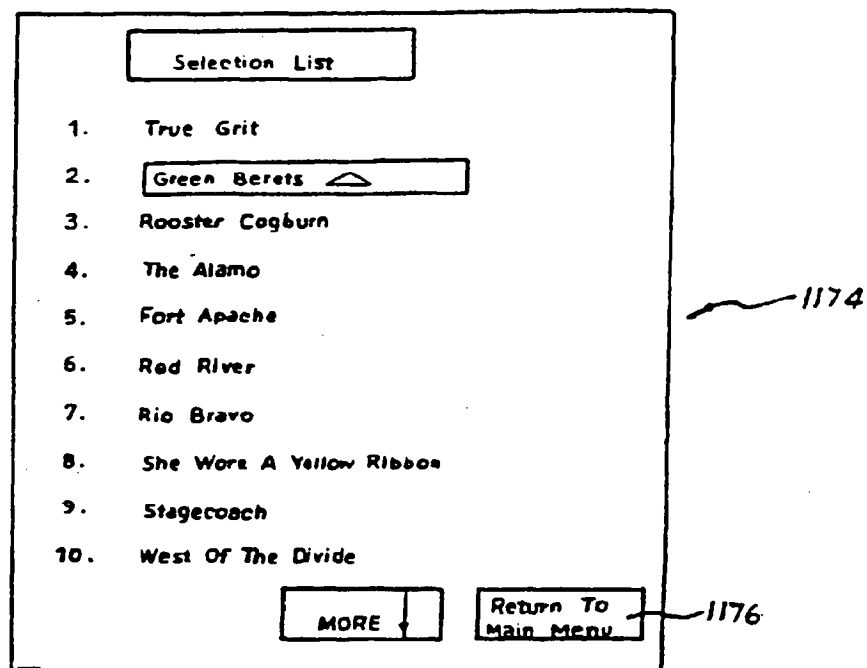 Selection List
1. True Grit
2. Green Berets
3. Rooster Cogburn
4. The Alamo
5. Fort Apache
6. Red River
7. Rio Bravo
8. She Wore A Yellow Ribbon
9. Stagecoach
10. West Of The Divide
MORE
Return To
Main Menu
1174
1176